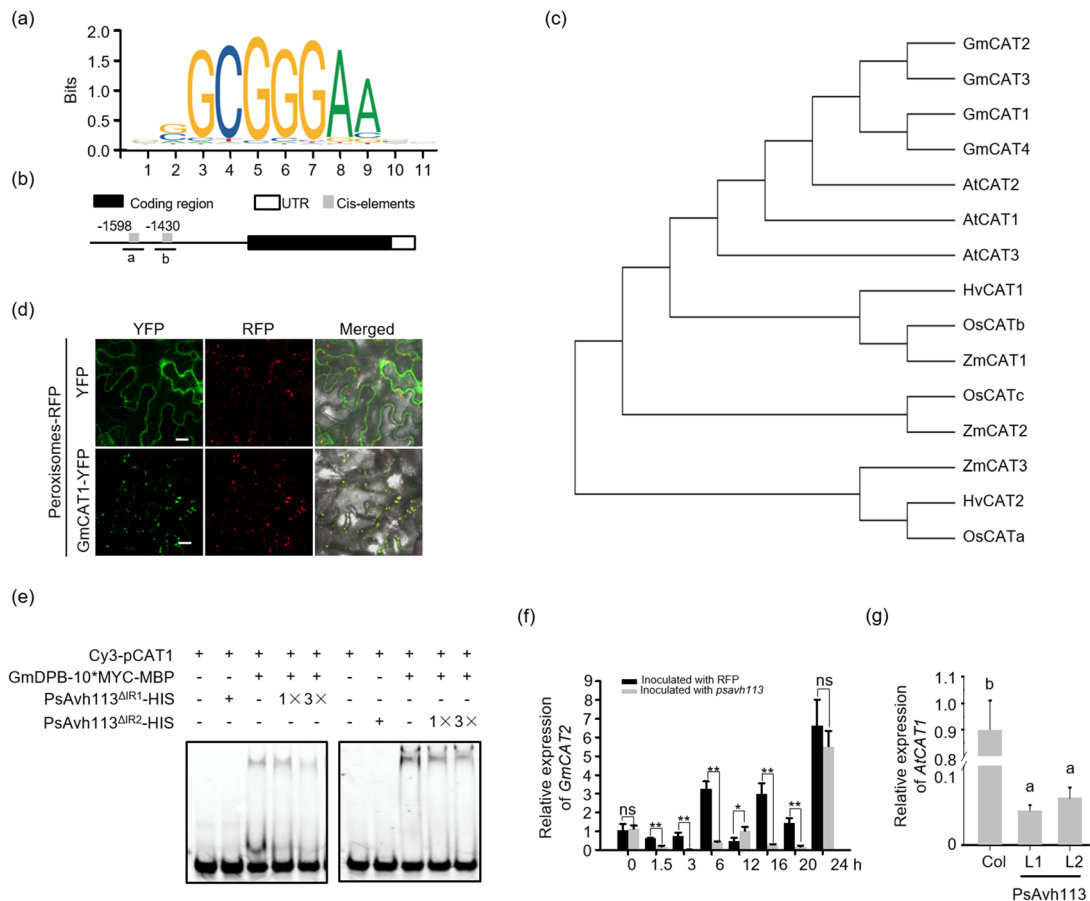 (a)
Bits
2.0
1.5
1.0
0.5
0.0
GCGGGAA
1 2 3 4 5 6 7 8 9 10 11
(b)
Coding region UTR Cis-elements
-1598 -1430
a b
(c)
GmCAT2
GmCAT3
GmCAT1
GmCAT4
AtCAT2
AtCAT1
AtCAT3
HvCAT1
OsCATb
ZmCAT1
OsCATc
ZmCAT2
ZmCAT3
HvCAT2
OsCATa
(d)
YFP RFP Merged
Peroxisomes-RFP
YFP
GmCAT1-YFP
(e)
Cy3-pCAT1 + + + + + + + + + +
GmDPB-10*MYC-MBP - - + + + - - + + +
PsAvh113ΔIR1-HIS - + - 1× 3× - - - - -
PsAvh113ΔIR2-HIS - - - - - - + - 1× 3×
(f)
Relative expression
of GmCAT2
Inoculated with RFP
Inoculated with psavh113
9
8
7
6
5
4
3
2
1
0
ns ** ** ** * ** ** ns
0 1.5 3 6 12 16 20 24 h
(g)
Relative expression
of AtCAT1
1.1
1.0
0.9
0.8
0.1
0
b a a
Col L1 L2
PsAvh113